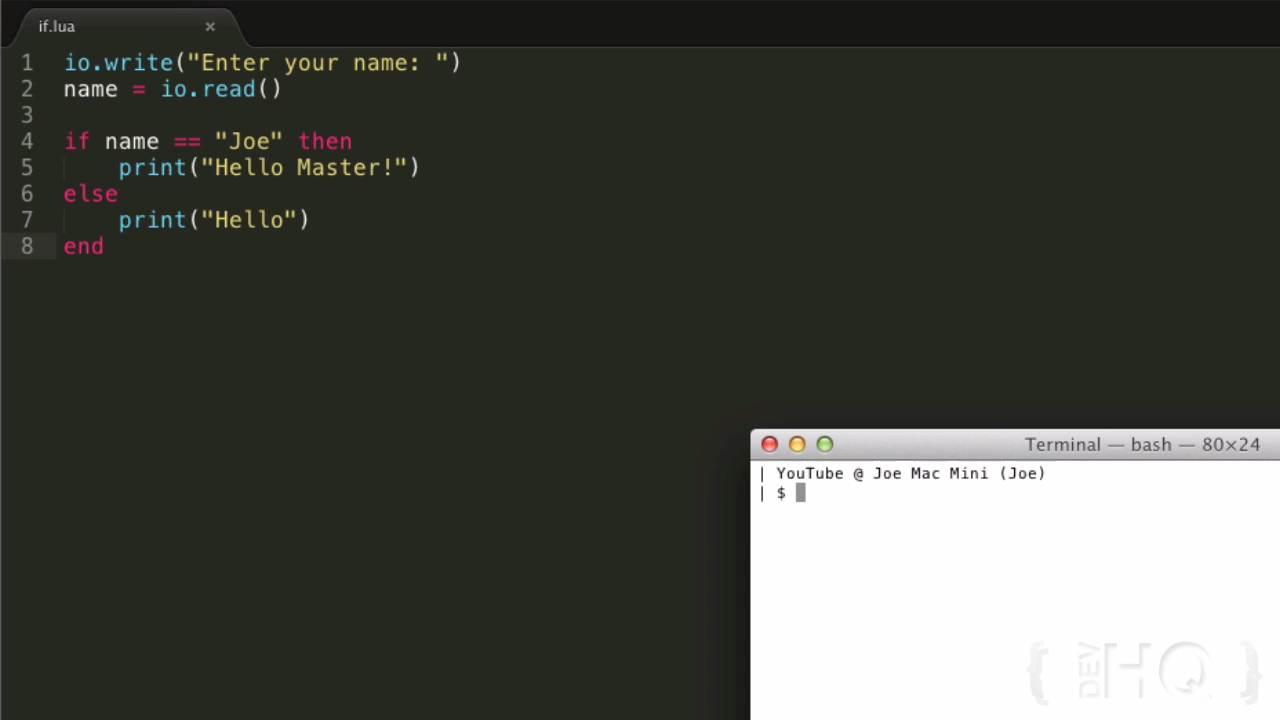 if.lua ×
1 io.write("Enter your name: ")
2 name = io.read()
3
4 if name == "Joe" then
5     print("Hello Master!")
6 else
7     print("Hello")
8 end
Terminal — bash — 80×24
| YouTube @ Joe Mac Mini (Joe)
| $
{ DEV HQ }